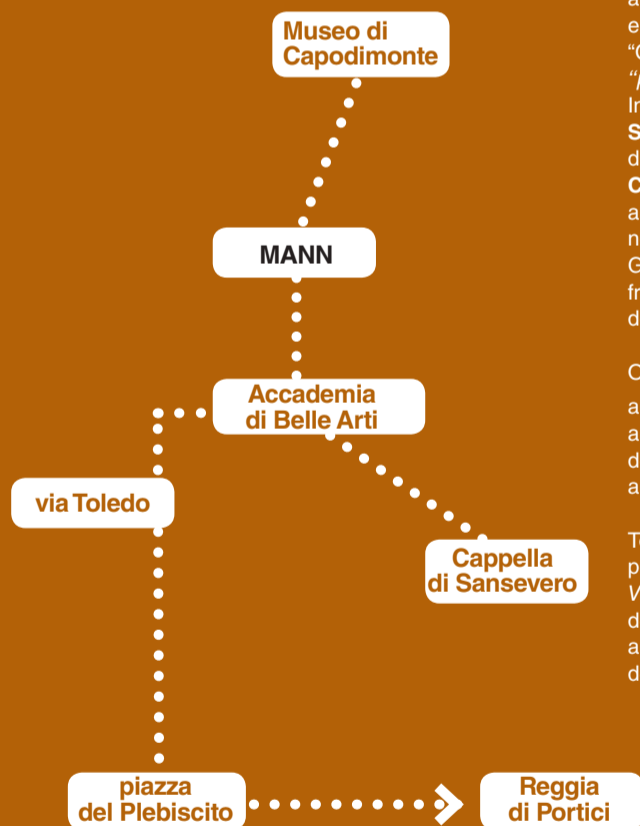 Museo di
Capodimonte
MANN
Accademia
di Belle Arti
via Toledo
Cappella
di Sansevero
piazza
del Plebiscito
Reggia
di Portici